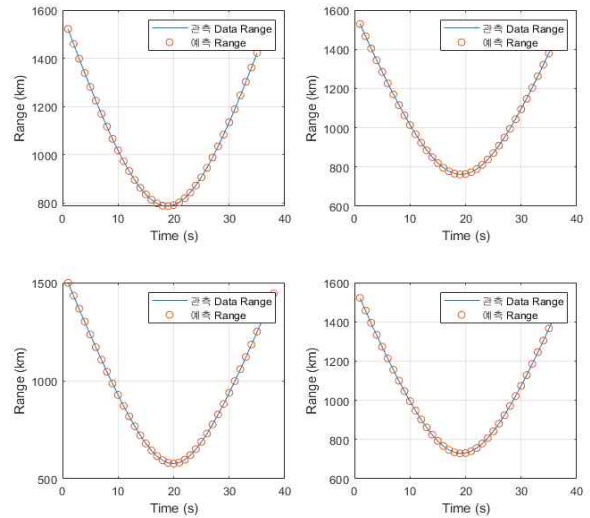 1600
1400
1200
1000
800
Range (km)
관측 Data Range
예측 Range
0
10
20
30
40
Time (s)
1600
1400
1200
1000
800
600
Range (km)
관측 Data Range
예측 Range
0
10
20
30
40
Time (s)
1500
1000
500
Range (km)
관측 Data Range
예측 Range
0
10
20
30
40
Time (s)
1600
1400
1200
1000
800
600
Range (km)
관측 Data Range
예측 Range
0
10
20
30
40
Time (s)